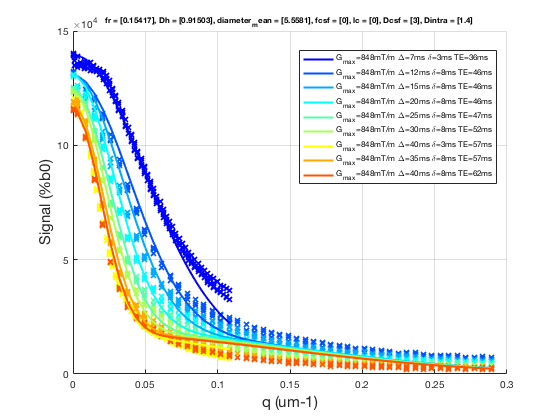 fr = [0.15417], Dh = [0.91503], diameter_mean = [5.5581], fcsf = [0], lc = [0], Dcsf = [3], Dintra = [1.4]
×10⁴
15
10
5
0
Signal (%b0)
G_max=848mT/m Δ=7ms δ=3ms TE=36ms
G_max=848mT/m Δ=12ms δ=8ms TE=46ms
G_max=848mT/m Δ=15ms δ=8ms TE=46ms
G_max=848mT/m Δ=20ms δ=8ms TE=46ms
G_max=848mT/m Δ=25ms δ=8ms TE=47ms
G_max=848mT/m Δ=30ms δ=8ms TE=52ms
G_max=848mT/m Δ=40ms δ=3ms TE=57ms
G_max=848mT/m Δ=35ms δ=8ms TE=57ms
G_max=848mT/m Δ=40ms δ=8ms TE=62ms
0 0.05 0.1 0.15 0.2 0.25 0.3
q (um-1)